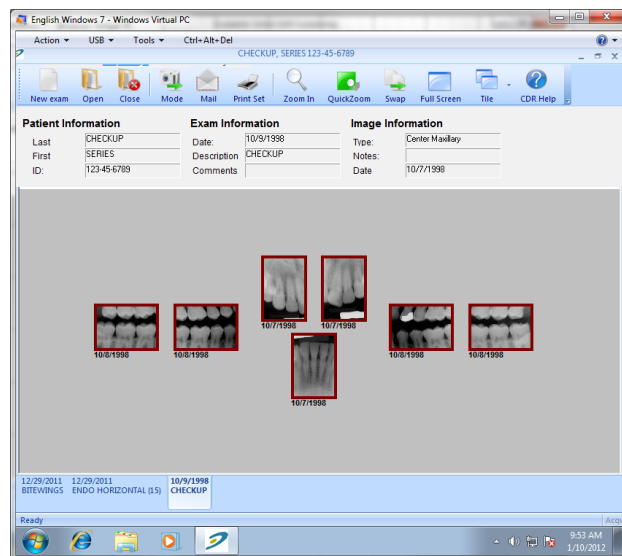 English Windows 7 - Windows Virtual PC
Action USB Tools Ctrl+Alt+Del
CHECKUP, SERIES 123-45-6789
New exam Open Close Mode Mail Print Set Zoom In QuickZoom Swap Full Screen Tile CDR Help
Patient Information Exam Information Image Information
Last CHECKUP Date: 10/9/1998 Type: Center Maxillary
First SERIES Description CHECKUP Notes:
ID: 123-45-6789 Comments Date 10/7/1998
10/7/1998 10/7/1998
10/8/1998 10/8/1998 10/8/1998 10/8/1998
10/7/1998
12/29/2011 12/29/2011 10/9/1998
BITEWINGS ENDO HORIZONTAL (15) CHECKUP
Ready Acqu
9:53 AM
1/10/2012